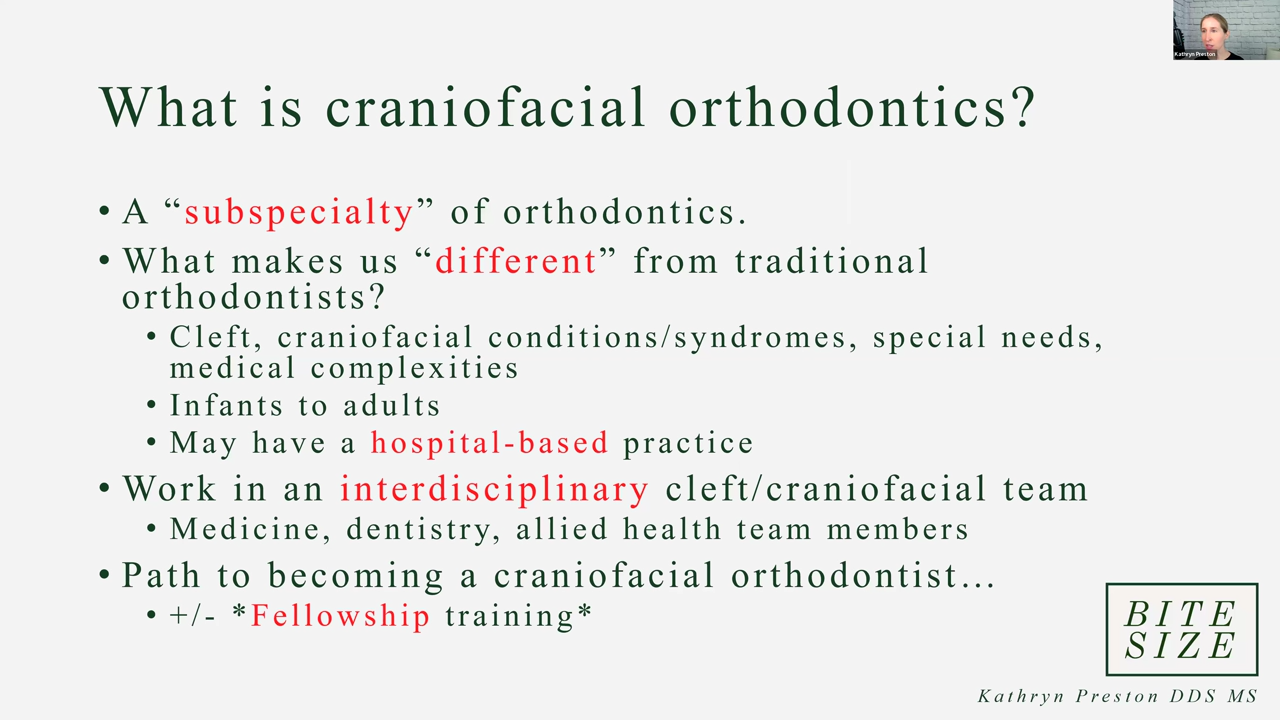 Kathryn Preston
What is craniofacial orthodontics?
• A “subspecialty” of orthodontics.
• What makes us “different” from traditional
orthodontists?
• Cleft, craniofacial conditions/syndromes, special needs,
medical complexities
• Infants to adults
• May have a hospital-based practice
• Work in an interdisciplinary cleft/craniofacial team
• Medicine, dentistry, allied health team members
• Path to becoming a craniofacial orthodontist…
• +/- *Fellowship training*
BITE
SIZE
Kathryn Preston DDS MS